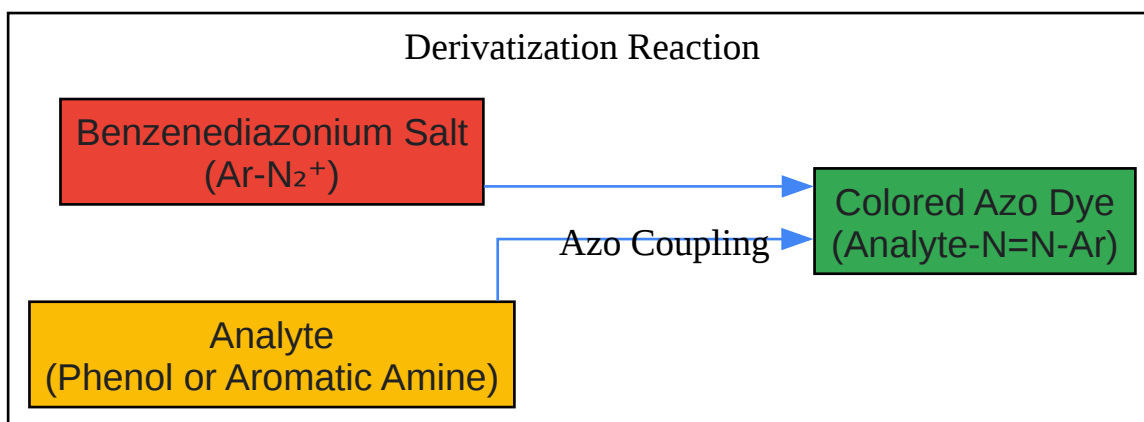 Derivatization Reaction
Benzenediazonium Salt
(Ar-N₂⁺)
Colored Azo Dye
(Analyte-N=N-Ar)
Azo Coupling
Analyte
(Phenol or Aromatic Amine)